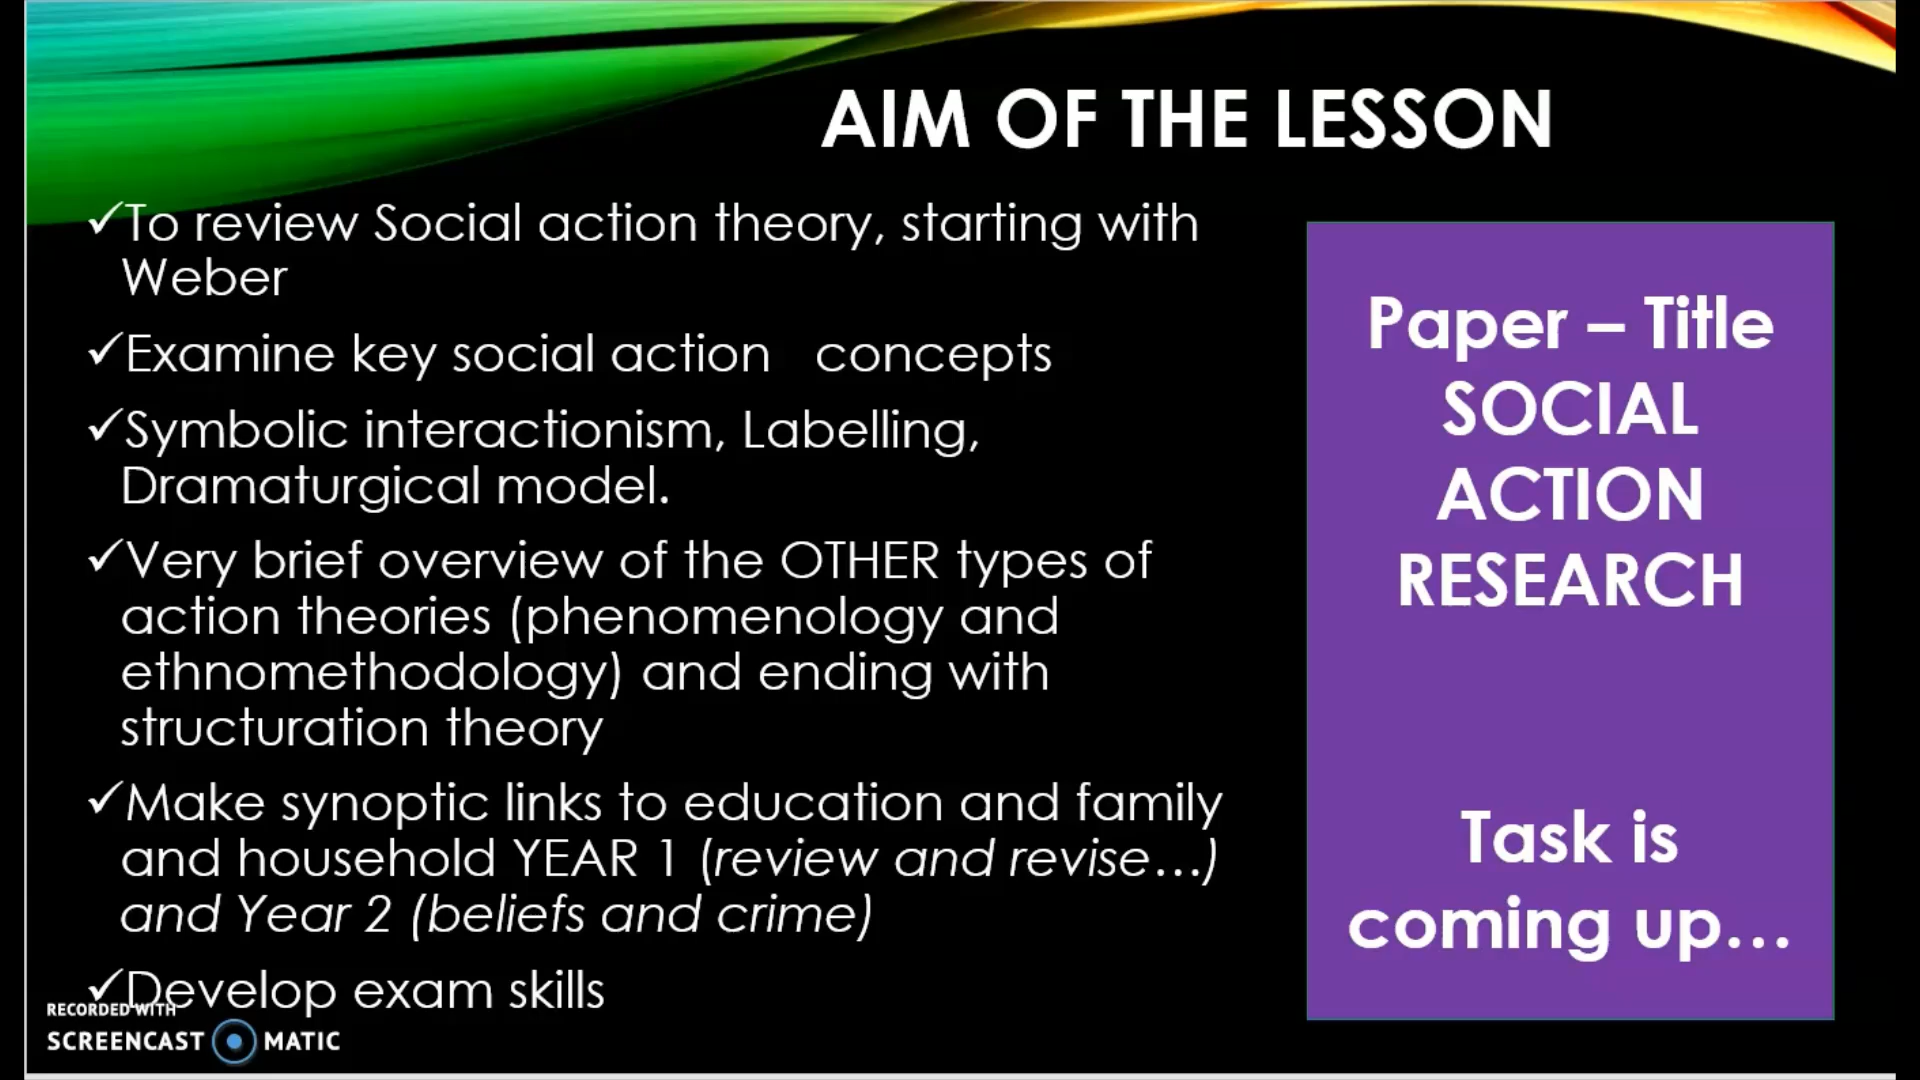 AIM OF THE LESSON
✓To review Social action theory, starting with
Weber
✓Examine key social action   concepts
✓Symbolic interactionism, Labelling,
Dramaturgical model.
✓Very brief overview of the OTHER types of
action theories (phenomenology and
ethnomethodology) and ending with
structuration theory
✓Make synoptic links to education and family
and household YEAR 1 (review and revise…)
and Year 2 (beliefs and crime)
✓Develop exam skills
Paper – Title
SOCIAL
ACTION
RESEARCH
Task is
coming up…
RECORDED WITH
SCREENCAST MATIC